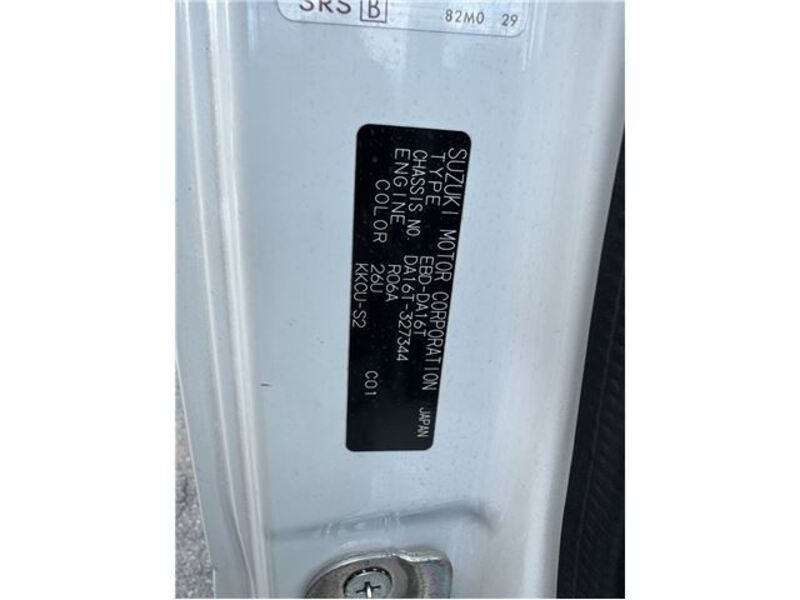 SRS B
82M0 29
SUZUKI MOTOR CORPORATION JAPAN
TYPE EBD-DA16T
CHASSIS NO. DA16T-327344
ENGINE R06A
COLOR 26U
KKCU-S2 C01